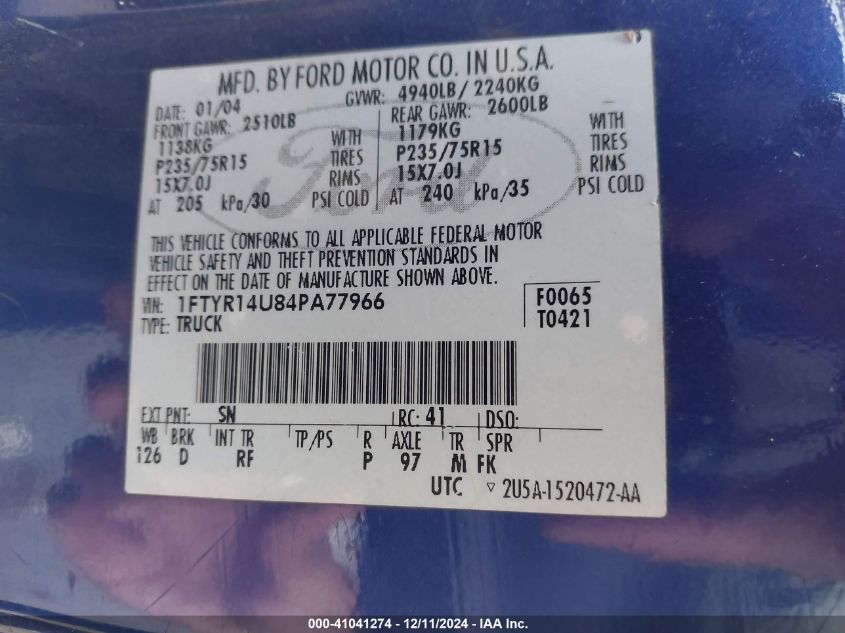 MFD. BY FORD MOTOR CO. IN U.S.A.
DATE: 01/04 GVWR: 4940LB/ 2240KG
FRONT GAWR: 2510LB REAR GAWR: 2600LB
1138KG WITH 1179KG WITH
P235/75R15 TIRES P235/75R15 TIRES
15X7.0J RIMS 15X7.0J RIMS
AT 205 kPa/30 PSI COLD AT 240 kPa/35 PSI COLD
Ford
THIS VEHICLE CONFORMS TO ALL APPLICABLE FEDERAL MOTOR
VEHICLE SAFETY AND THEFT PREVENTION STANDARDS IN
EFFECT ON THE DATE OF MANUFACTURE SHOWN ABOVE.
VIN: 1FTYR14U84PA77966 F0065
TYPE: TRUCK T0421
EXT PNT: SN RC: 41 DSO:
WB BRK INT TR TP/PS R AXLE TR SPR
126 D RF P 97 M FK
UTC ▽ 2U5A-1520472-AA
000-41041274 - 12/11/2024 - IAA Inc.